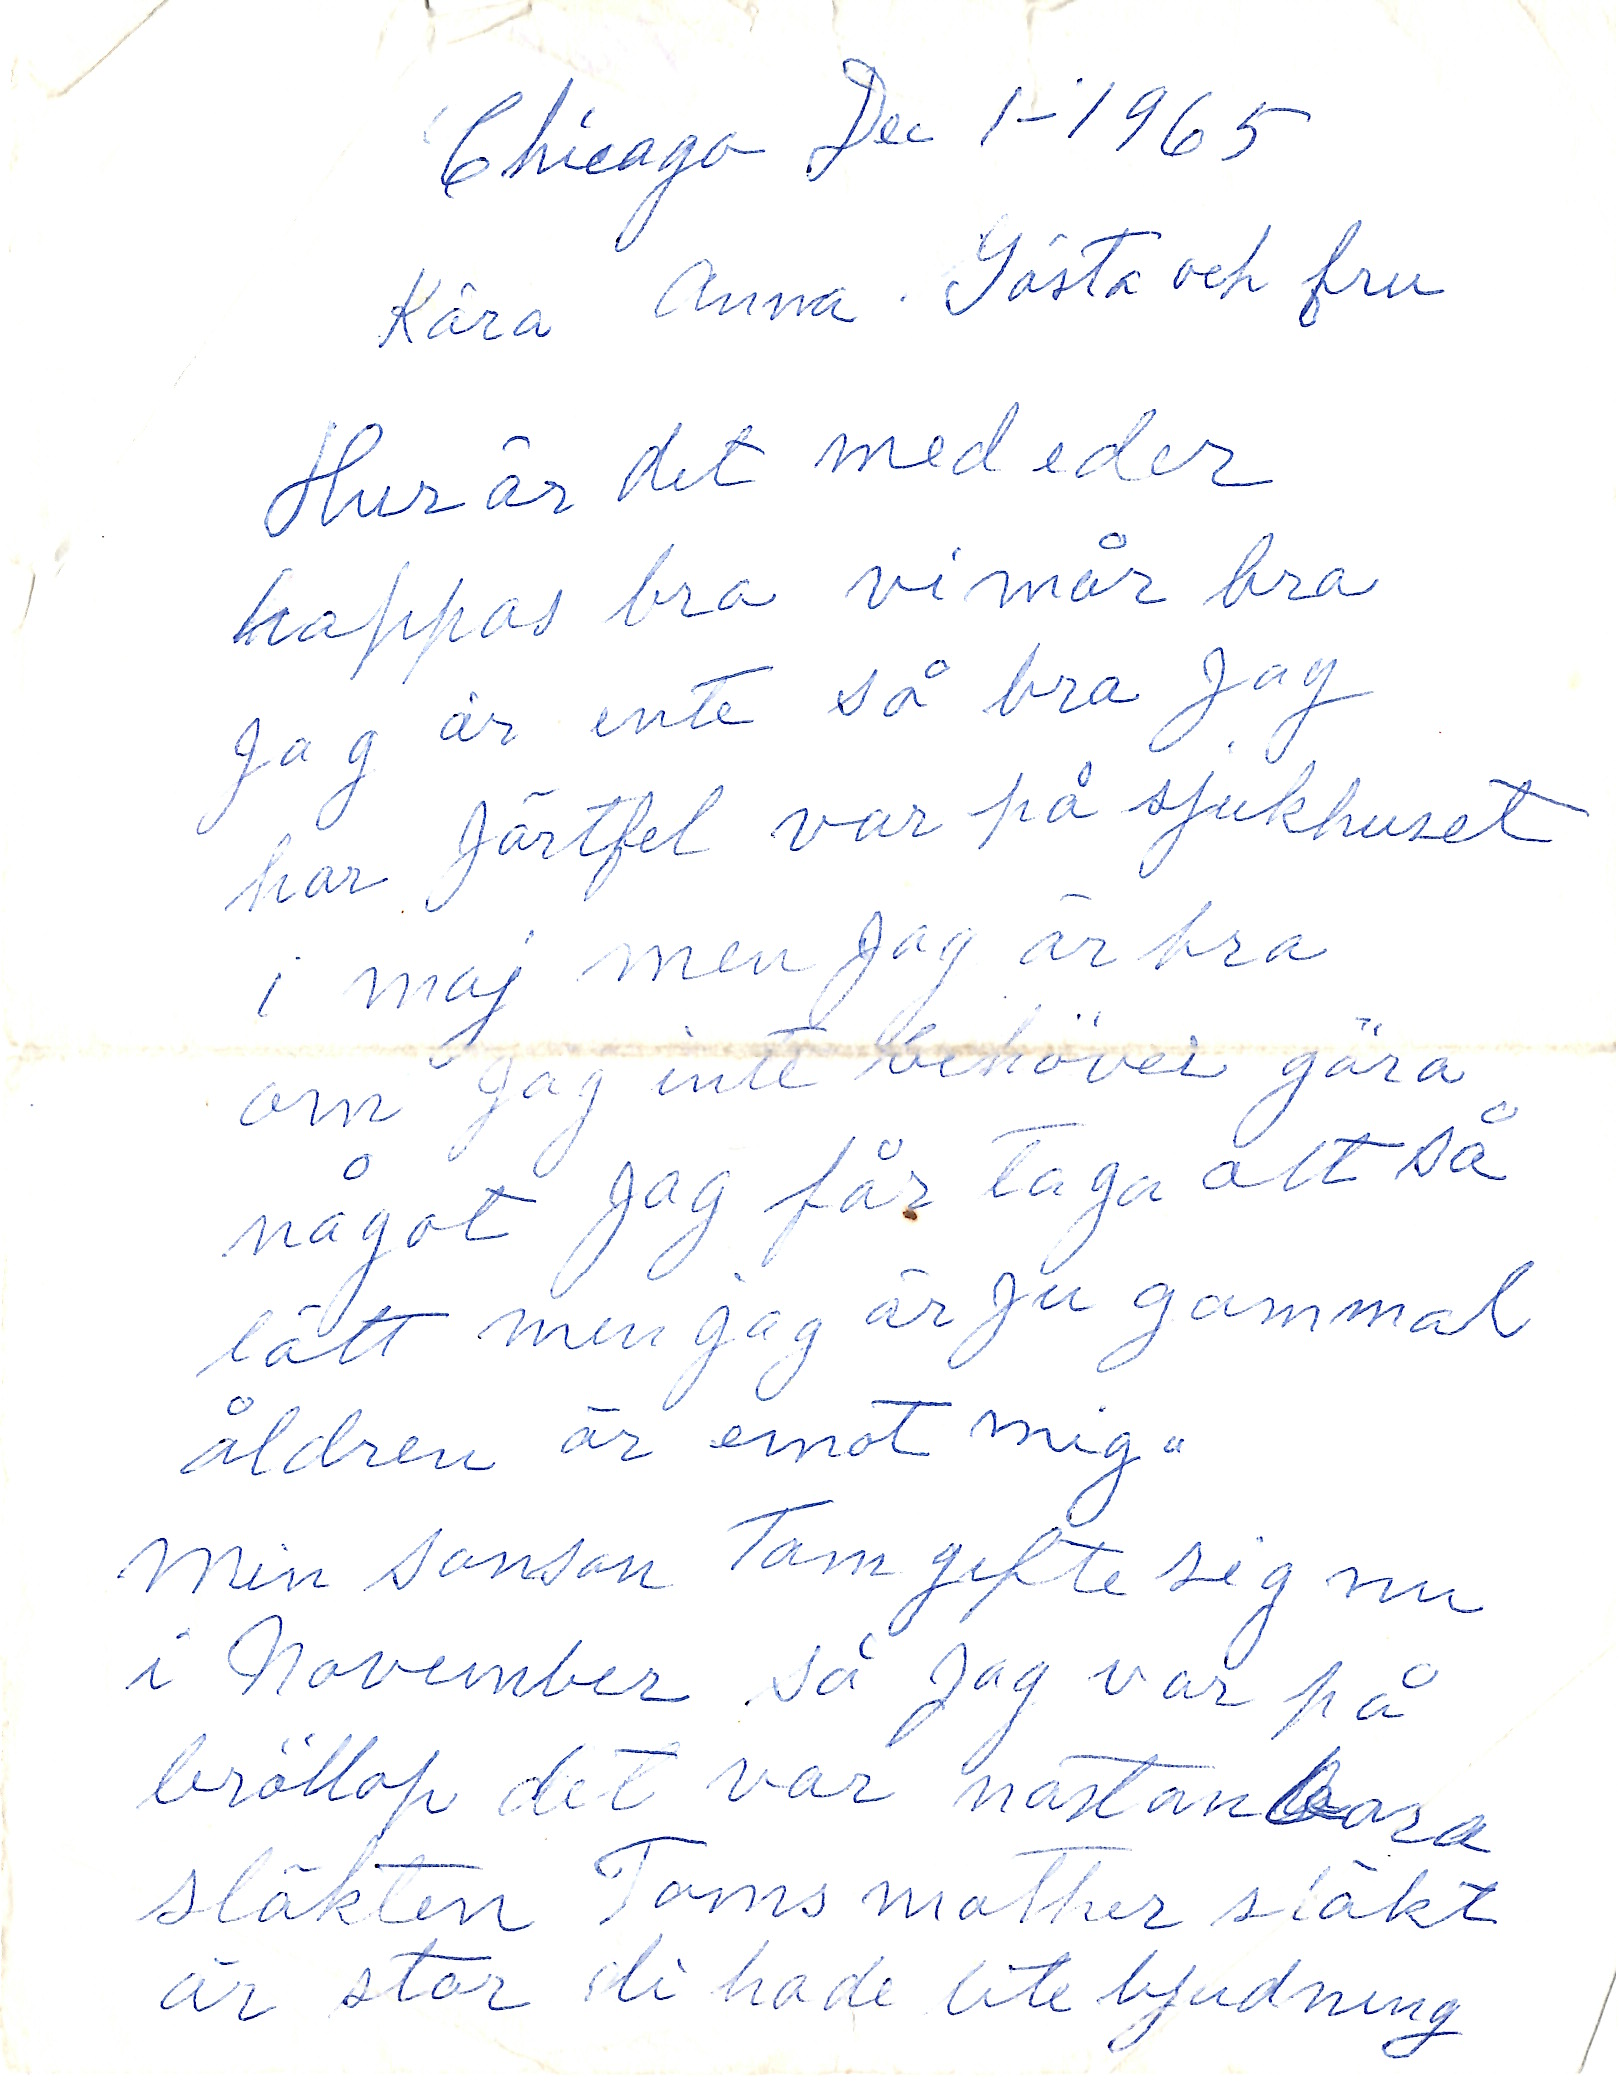 Chicago Dec 1-1965
Kära Anna. Gösta och fru
Hur är det med eder
hoppas bra vi mår bra
Jag är ente så bra Jag
har Järtfel var på sjukhuset
i maj men Jag är bra
om Jag inte behöver göra
något Jag får taga alt så
lätt men jag är Ju gammal
åldren är emot mig.
Min sonson Tom gifte sig nu
i November så Jag var på
bröllop det var nästan bara
släkten Toms mother släkt
är stor di hade lite bjudning